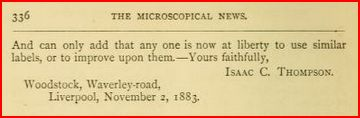 336 THE MICROSCOPICAL NEWS.
And can only add that any one is now at liberty to use similar
labels, or to improve upon them.—Yours faithfully,
ISAAC C. THOMPSON.
Woodstock, Waverley-road,
Liverpool, November 2, 1883.